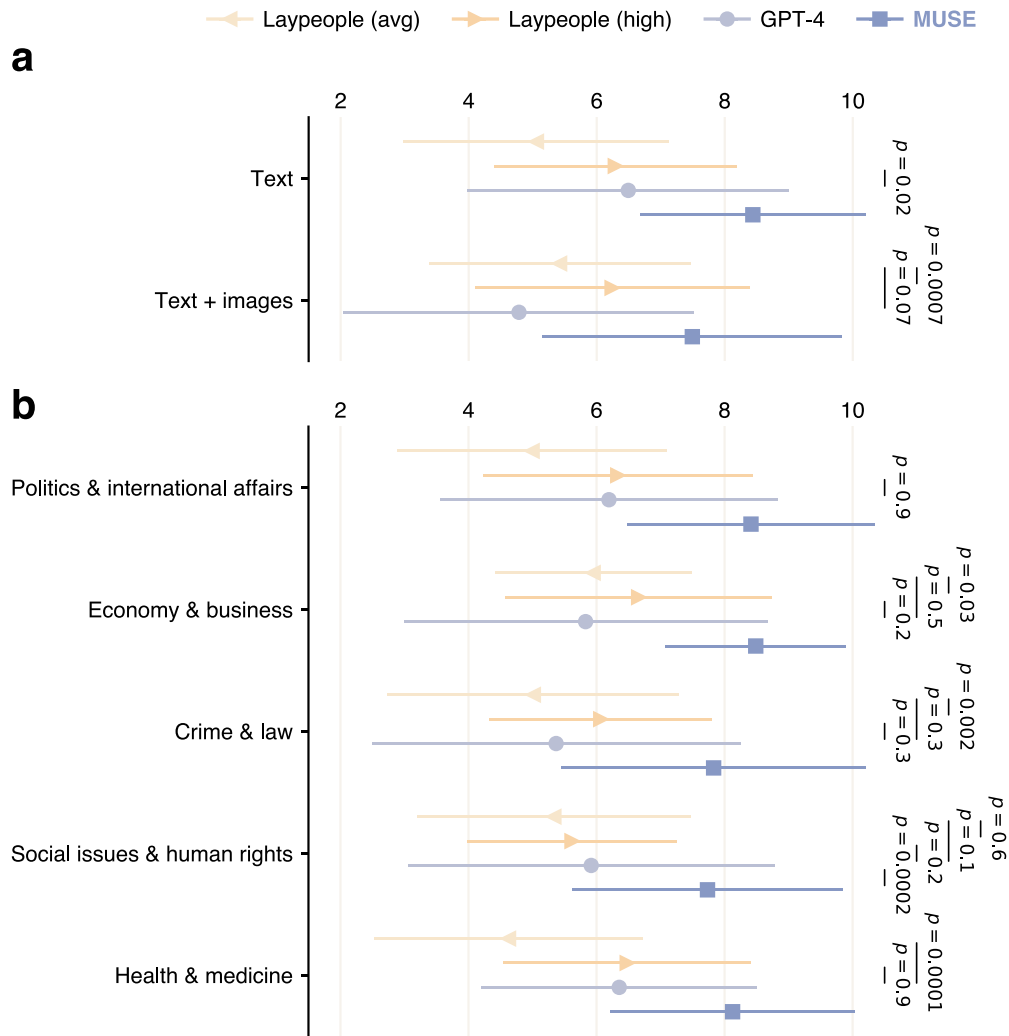 Laypeople (avg) Laypeople (high) GPT-4 MUSE
a
2 4 6 8 10
Text
p = 0.02
Text + images
p = 0.0007
p = 0.07
b
2 4 6 8 10
Politics & international affairs
p = 0.9
Economy & business
p = 0.03
p = 0.5
p = 0.2
Crime & law
p = 0.002
p = 0.3
p = 0.3
Social issues & human rights
p = 0.6
p = 0.1
p = 0.2
p = 0.0002
Health & medicine
p = 0.0001
p = 0.9